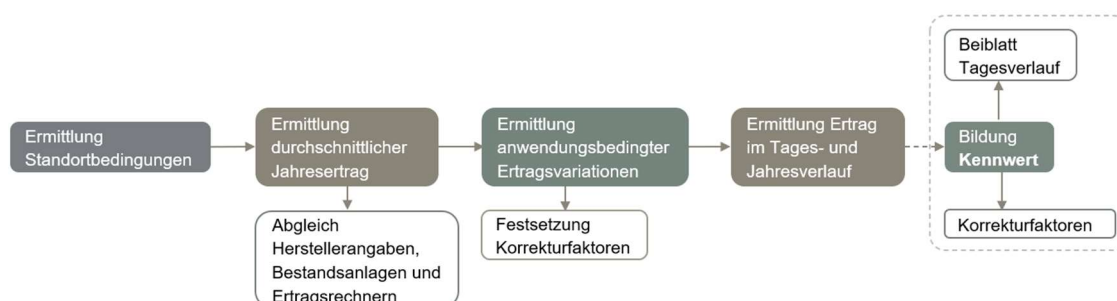 Ermittlung
Standortbedingungen
Ermittlung
durchschnittlicher
Jahresertrag
Abgleich
Herstellerangaben,
Bestandsanlagen und
Ertragsrechnern
Ermittlung
anwendungsbedingter
Ertragsvariationen
Festsetzung
Korrekturfaktoren
Ermittlung Ertrag
im Tages- und
Jahresverlauf
Beiblatt
Tagesverlauf
Bildung
Kennwert
Korrekturfaktoren